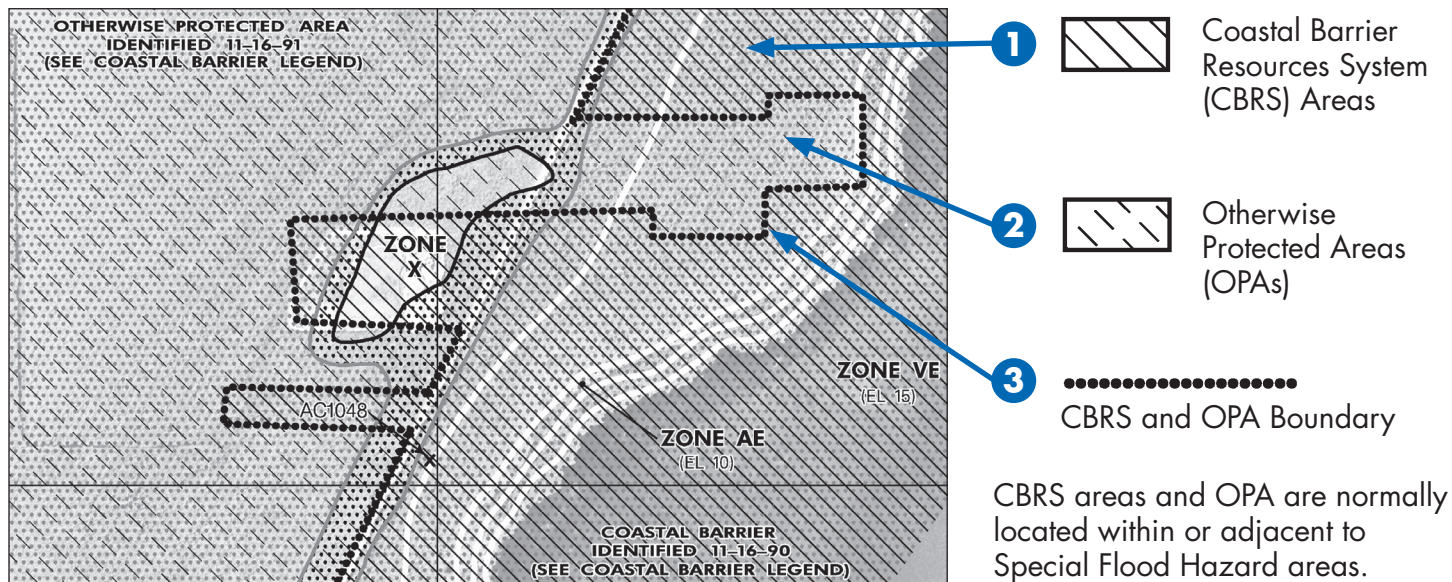 OTHERWISE PROTECTED AREA
IDENTIFIED 11–16–91
(SEE COASTAL BARRIER LEGEND)
ZONE
X
AC1048
ZONE VE
(EL 15)
ZONE AE
(EL 10)
COASTAL BARRIER
IDENTIFIED 11–16–90
(SEE COASTAL BARRIER LEGEND)
1
Coastal Barrier
Resources System
(CBRS) Areas
2
Otherwise
Protected Areas
(OPAs)
3
CBRS and OPA Boundary
CBRS areas and OPA are normally
located within or adjacent to
Special Flood Hazard areas.